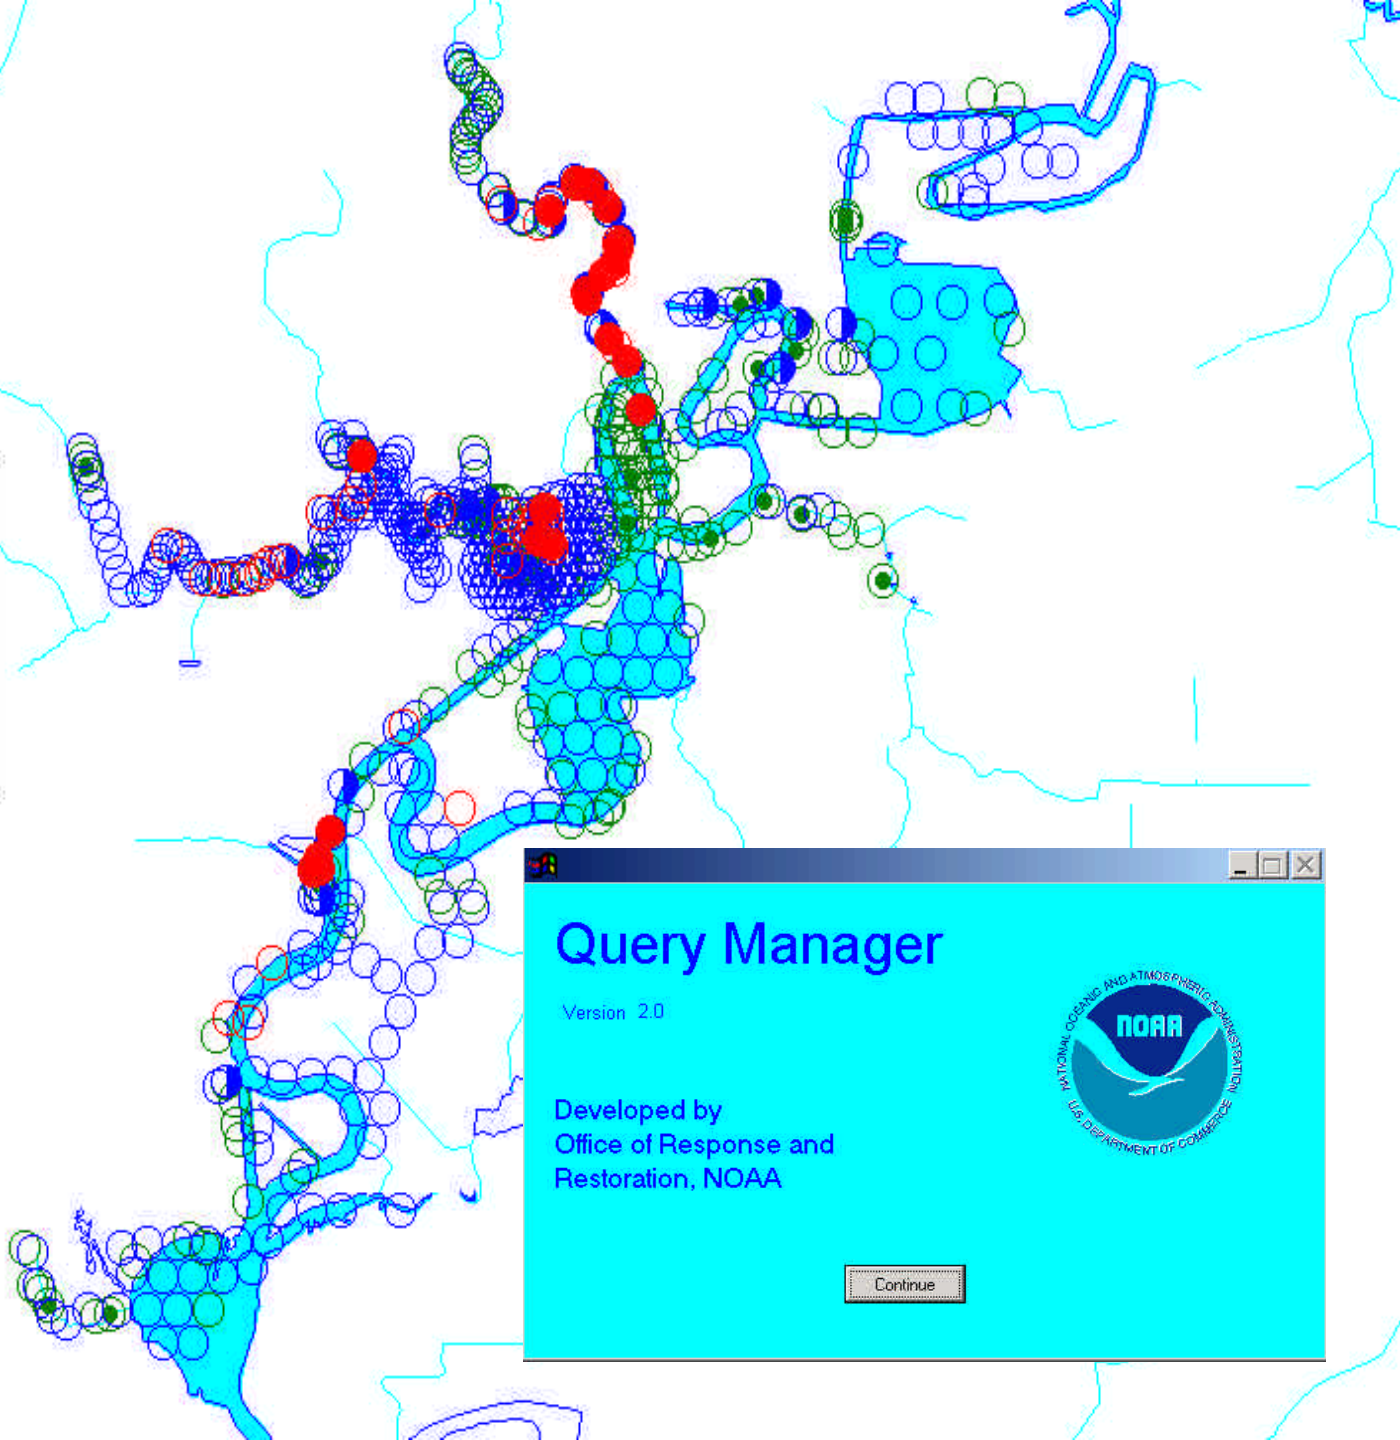 Query Manager
Version 2.0
NATIONAL OCEANIC AND ATMOSPHERIC ADMINISTRATION
NOAA
U.S. DEPARTMENT OF COMMERCE
Developed by
Office of Response and
Restoration, NOAA
Continue